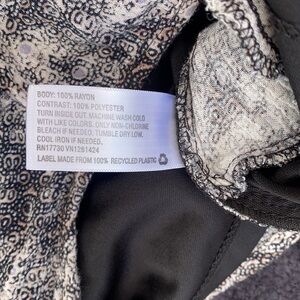 BODY: 100% RAYON
CONTRAST: 100% POLYESTER
TURN INSIDE OUT. MACHINE WASH COLD
WITH LIKE COLORS. ONLY NON-CHLORINE
BLEACH IF NEEDED. TUMBLE DRY LOW.
COOL IRON IF NEEDED.
RN17730 VN1261424
LABEL MADE FROM 100% RECYCLED PLASTIC